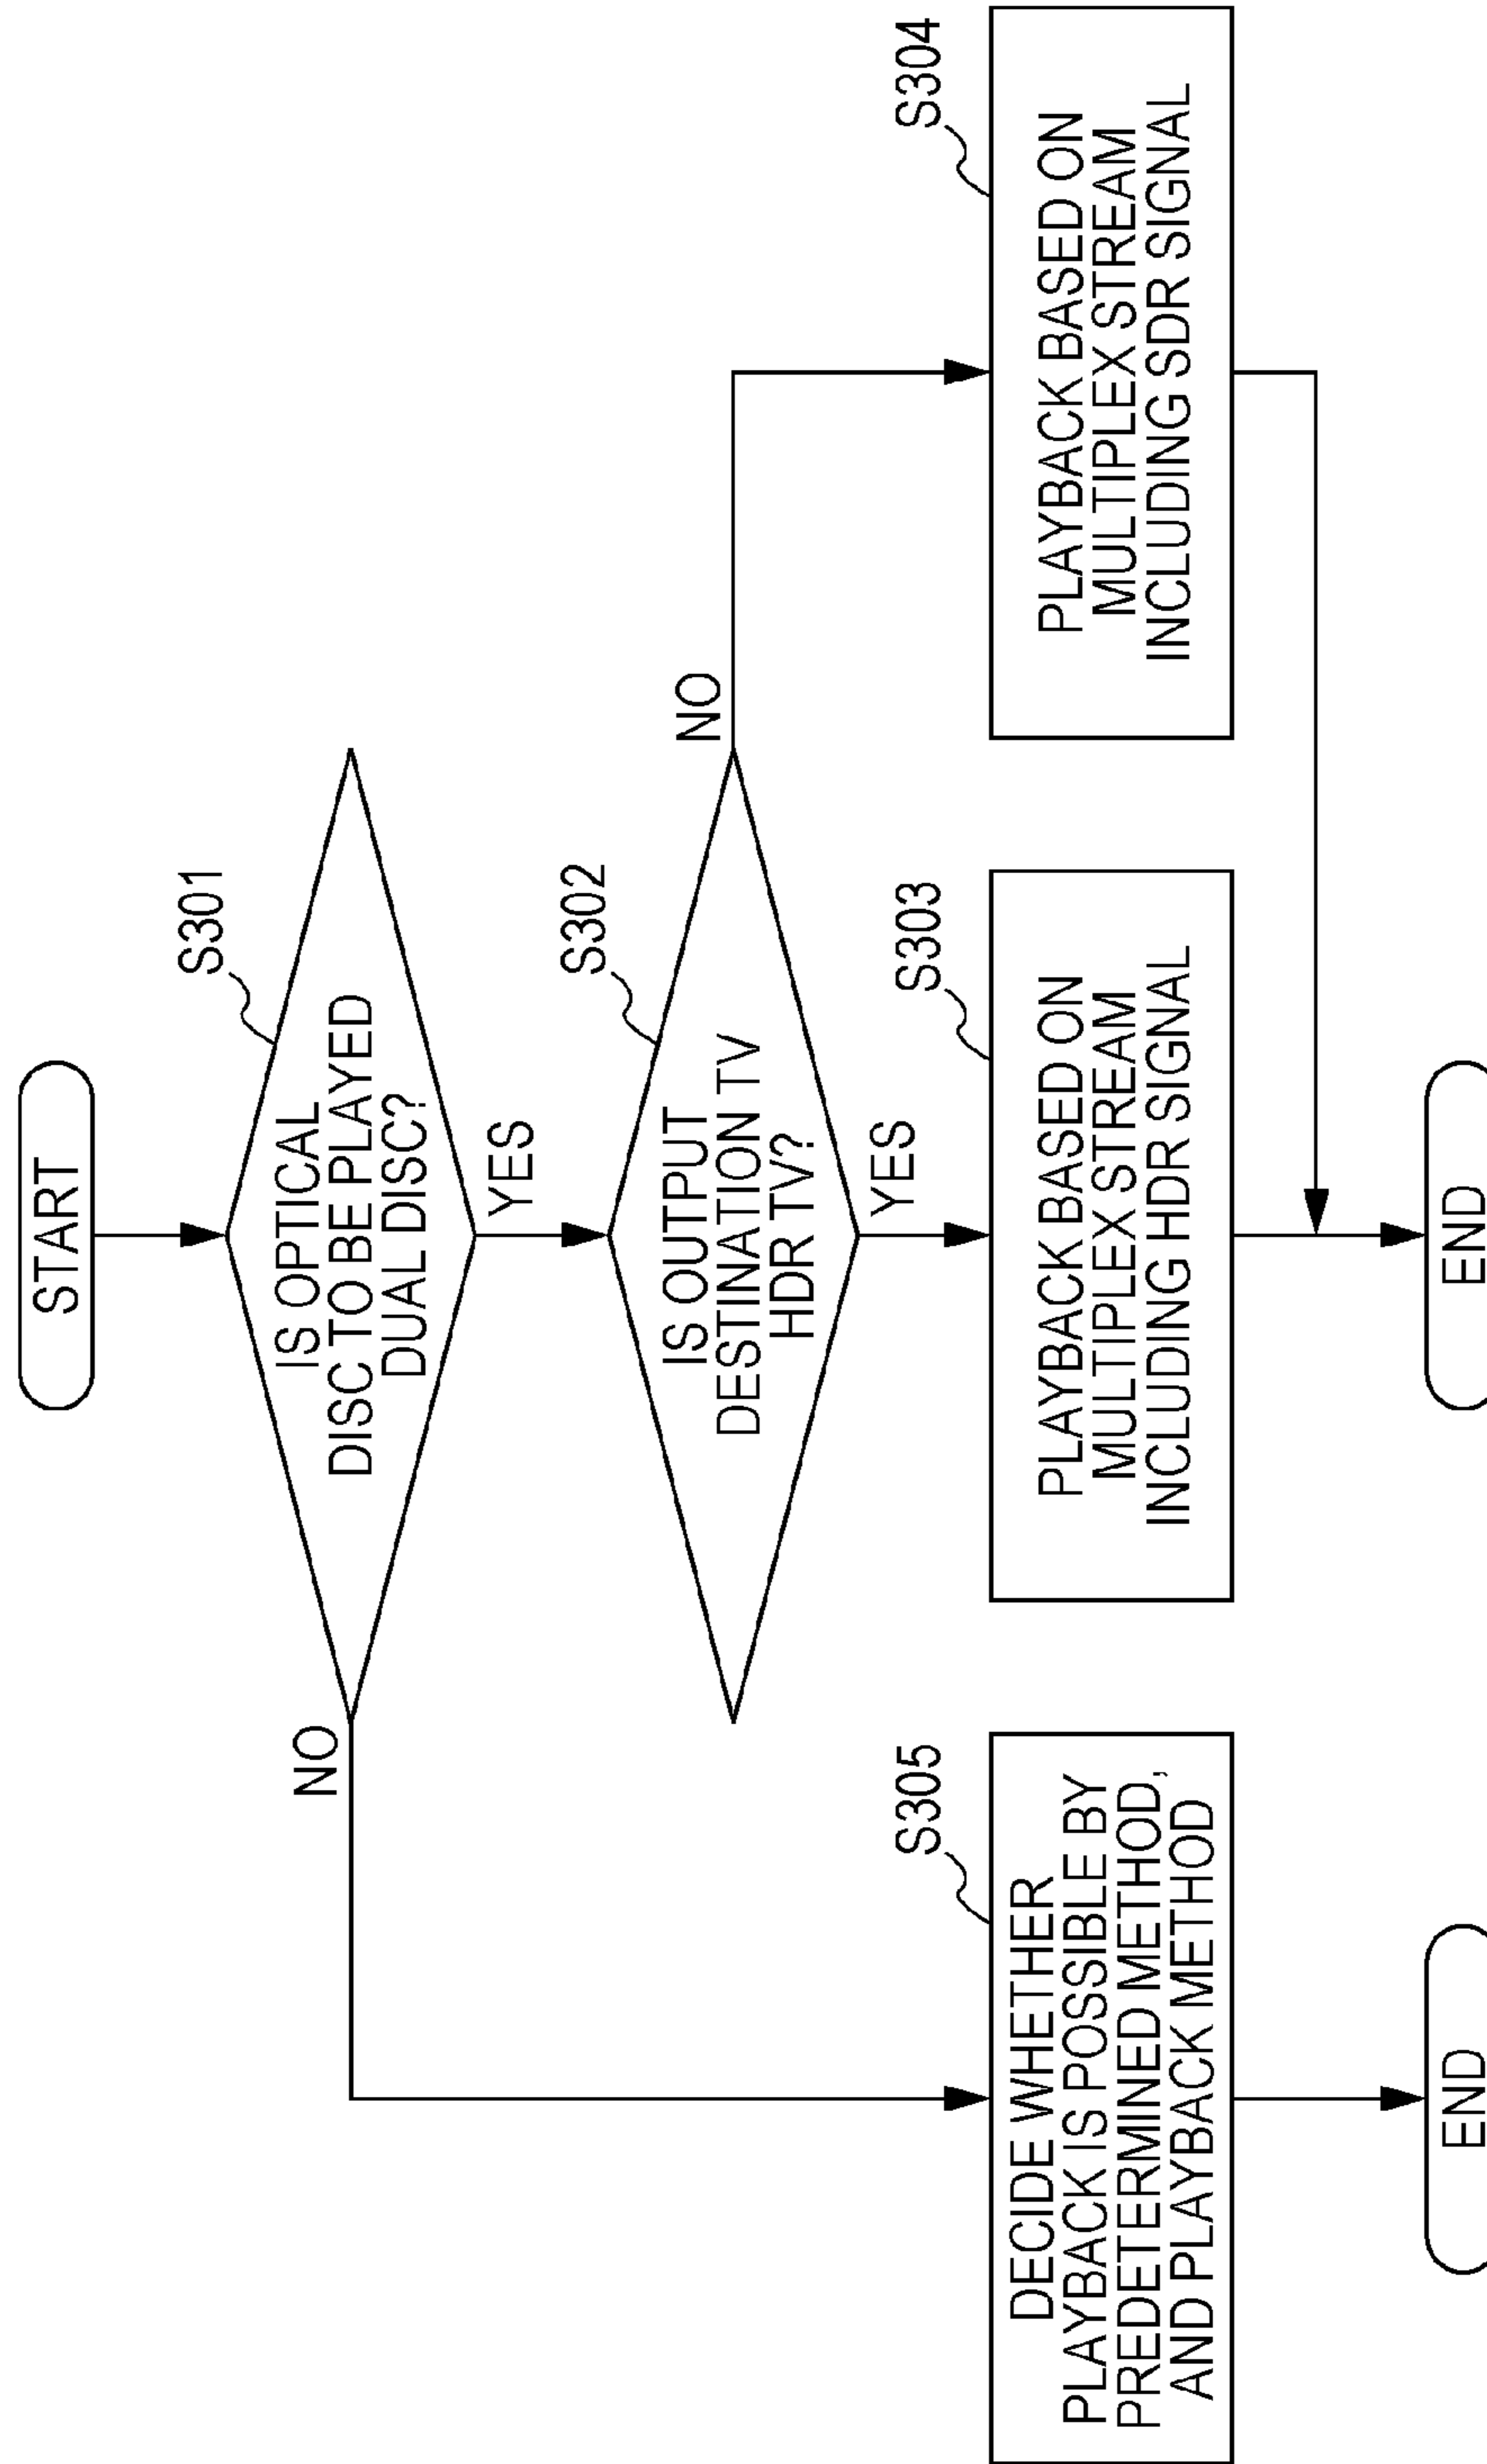 START
S301
IS OPTICAL
DISC TO BE PLAYED
DUAL DISC?
NO
YES
S302
IS OUTPUT
DESTINATION TV
HDR TV?
NO
YES
S305
DECIDE WHETHER
PLAYBACK IS POSSIBLE BY
PREDETERMINED METHOD,
AND PLAYBACK METHOD
S303
PLAYBACK BASED ON
MULTIPLEX STREAM
INCLUDING HDR SIGNAL
S304
PLAYBACK BASED ON
MULTIPLEX STREAM
INCLUDING SDR SIGNAL
END
END